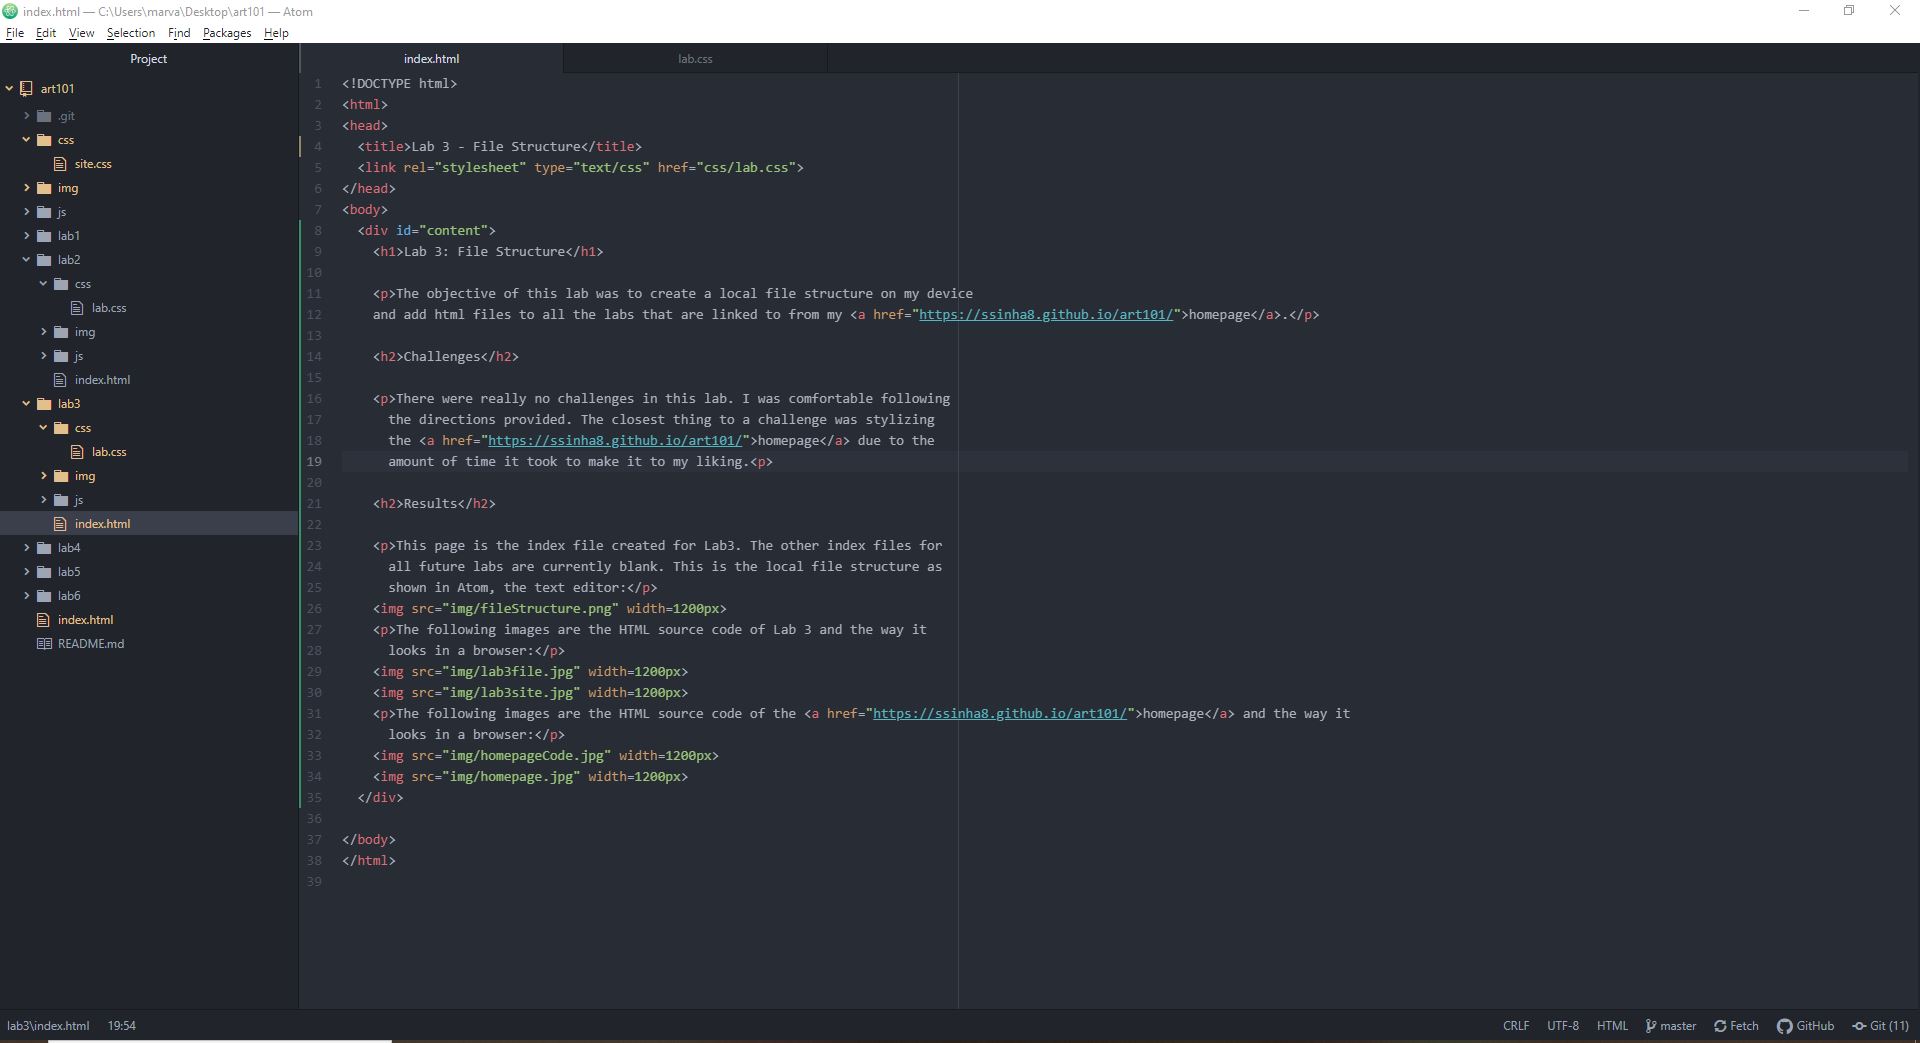 index.html — C:\Users\marva\Desktop\art101 — Atom
File Edit View Selection Find Packages Help
Project
art101
.git
css
site.css
img
js
lab1
lab2
css
lab.css
img
js
index.html
lab3
css
lab.css
img
js
index.html
lab4
lab5
lab6
index.html
README.md
index.html lab.css
1 <!DOCTYPE html>
2 <html>
3 <head>
4 <title>Lab 3 - File Structure</title>
5 <link rel="stylesheet" type="text/css" href="css/lab.css">
6 </head>
7 <body>
8 <div id="content">
9 <h1>Lab 3: File Structure</h1>
10
11 <p>The objective of this lab was to create a local file structure on my device
12 and add html files to all the labs that are linked to from my <a href="https://ssinha8.github.io/art101/">homepage</a>.</p>
13
14 <h2>Challenges</h2>
15
16 <p>There were really no challenges in this lab. I was comfortable following
17 the directions provided. The closest thing to a challenge was stylizing
18 the <a href="https://ssinha8.github.io/art101/">homepage</a> due to the
19 amount of time it took to make it to my liking.<p>
20
21 <h2>Results</h2>
22
23 <p>This page is the index file created for Lab3. The other index files for
24 all future labs are currently blank. This is the local file structure as
25 shown in Atom, the text editor:</p>
26 <img src="img/fileStructure.png" width=1200px>
27 <p>The following images are the HTML source code of Lab 3 and the way it
28 looks in a browser:</p>
29 <img src="img/lab3file.jpg" width=1200px>
30 <img src="img/lab3site.jpg" width=1200px>
31 <p>The following images are the HTML source code of the <a href="https://ssinha8.github.io/art101/">homepage</a> and the way it
32 looks in a browser:</p>
33 <img src="img/homepageCode.jpg" width=1200px>
34 <img src="img/homepage.jpg" width=1200px>
35 </div>
36
37 </body>
38 </html>
39
lab3\index.html 19:54 CRLF UTF-8 HTML master Fetch GitHub Git (11)